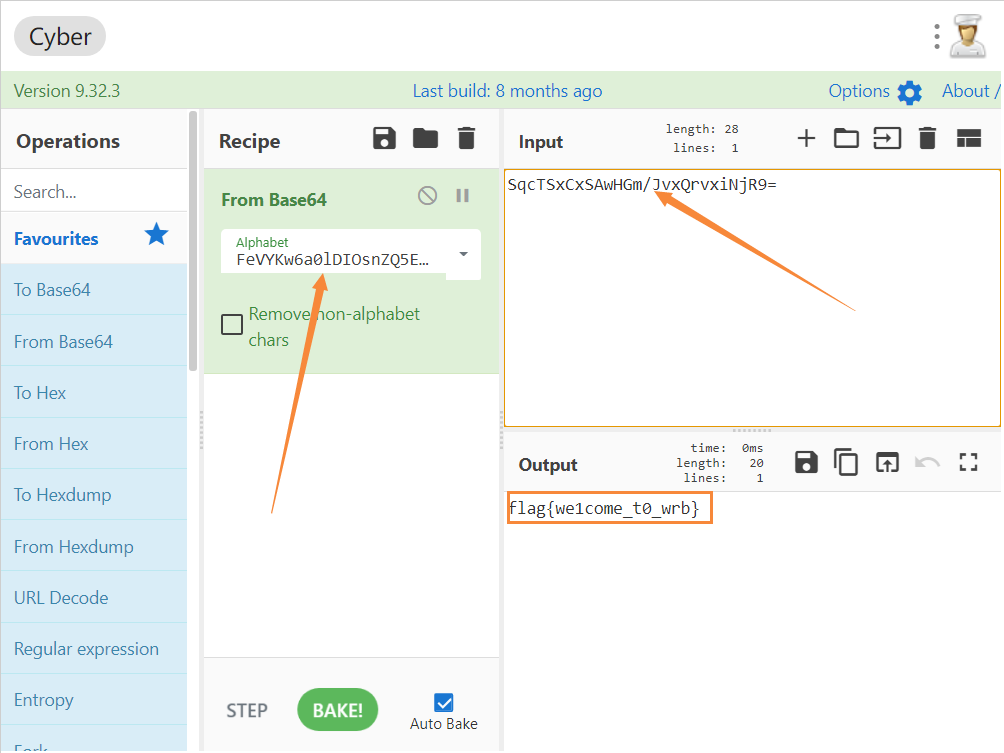 Cyber
Version 9.32.3
Last build: 8 months ago
Options
About /
Operations
Search...
Favourites
To Base64
From Base64
To Hex
From Hex
To Hexdump
From Hexdump
URL Decode
Regular expression
Entropy
Fork
Recipe
From Base64
Alphabet
FeVYKw6a0lDIOsnZQ5E…
Remove non-alphabet
chars
STEP
BAKE!
Auto Bake
Input
length: 28
lines: 1
SqcTSxCxSAwHGm/JvxQrvxiNjR9=
Output
time: 0ms
length: 20
lines: 1
flag{we1come_t0_wrb}